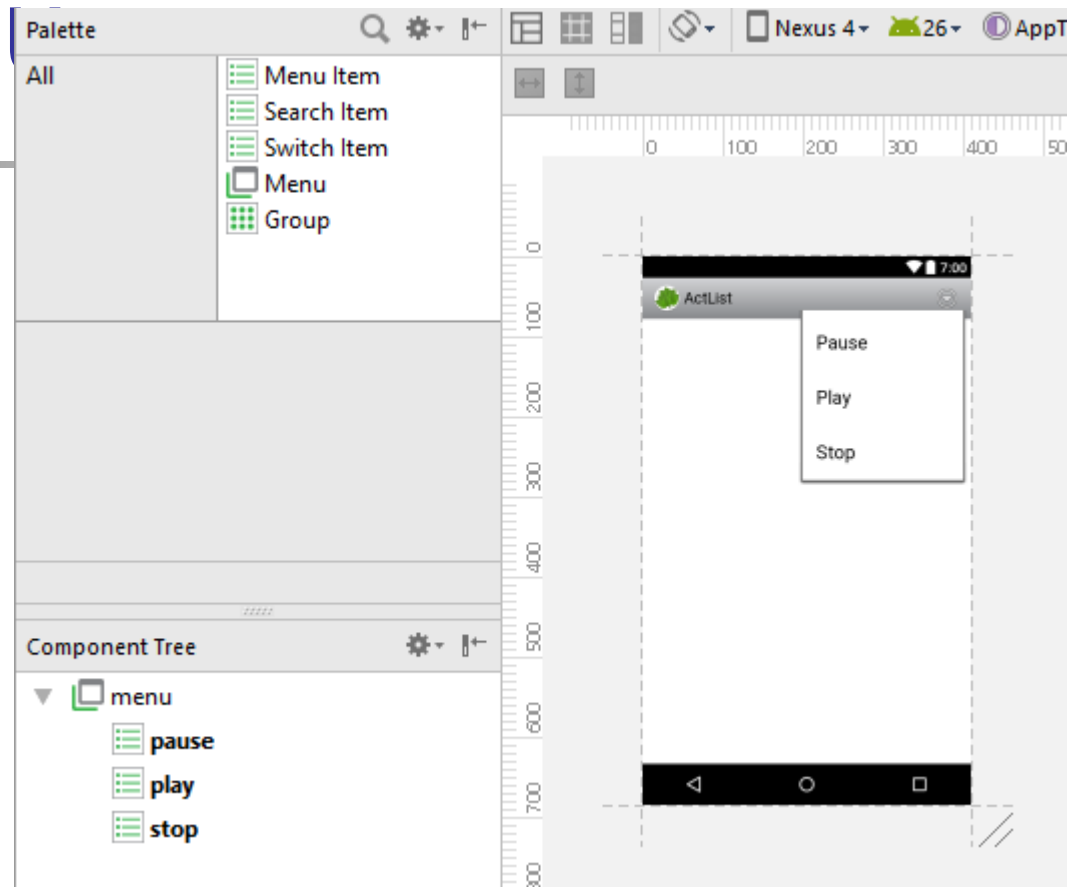 Palette
Nexus 4
26
AppT
All
Menu Item
Search Item
Switch Item
Menu
Group
0
100
200
300
400
50
0
100
200
300
400
500
600
700
7:00
ActList
Pause
Play
Stop
Component Tree
menu
pause
play
stop